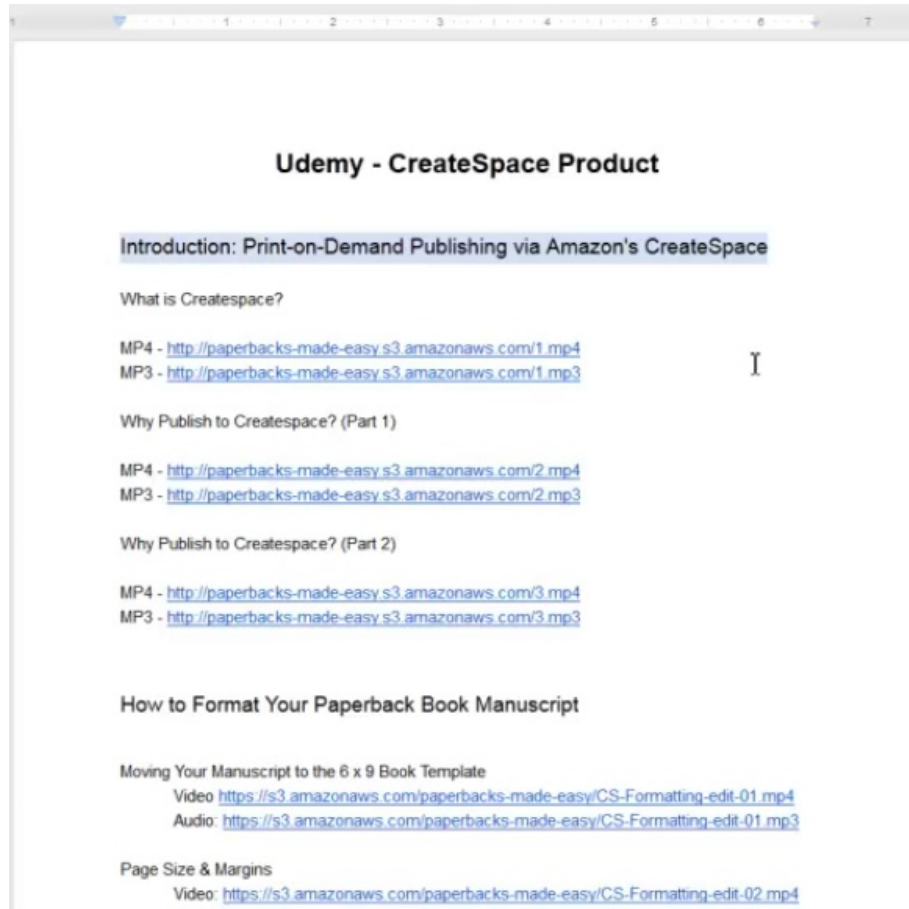 1 2 3 4 5 6 7
Udemy - CreateSpace Product
Introduction: Print-on-Demand Publishing via Amazon's CreateSpace
What is Createspace?
MP4 - http://paperbacks-made-easy.s3.amazonaws.com/1.mp4
MP3 - http://paperbacks-made-easy.s3.amazonaws.com/1.mp3
Why Publish to Createspace? (Part 1)
MP4 - http://paperbacks-made-easy.s3.amazonaws.com/2.mp4
MP3 - http://paperbacks-made-easy.s3.amazonaws.com/2.mp3
Why Publish to Createspace? (Part 2)
MP4 - http://paperbacks-made-easy.s3.amazonaws.com/3.mp4
MP3 - http://paperbacks-made-easy.s3.amazonaws.com/3.mp3
How to Format Your Paperback Book Manuscript
Moving Your Manuscript to the 6 x 9 Book Template
Video https://s3.amazonaws.com/paperbacks-made-easy/CS-Formatting-edit-01.mp4
Audio: https://s3.amazonaws.com/paperbacks-made-easy/CS-Formatting-edit-01.mp3
Page Size & Margins
Video: https://s3.amazonaws.com/paperbacks-made-easy/CS-Formatting-edit-02.mp4